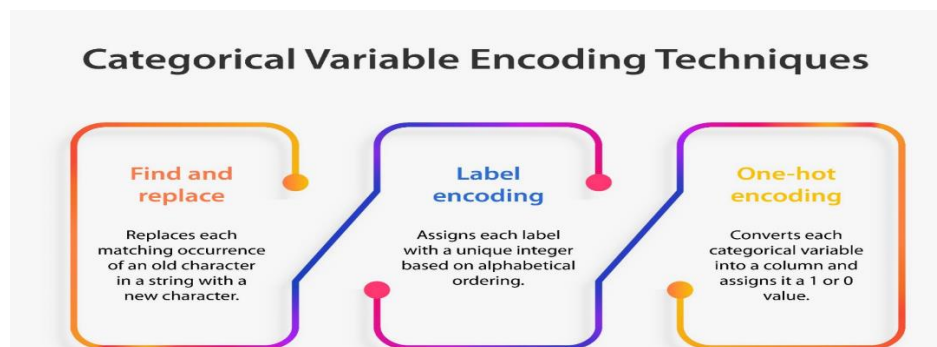 Categorical Variable Encoding Techniques
Find and
replace
Replaces each
matching occurrence
of an old character
in a string with a
new character.
Label
encoding
Assigns each label
with a unique integer
based on alphabetical
ordering.
One-hot
encoding
Converts each
categorical variable
into a column and
assigns it a 1 or 0
value.